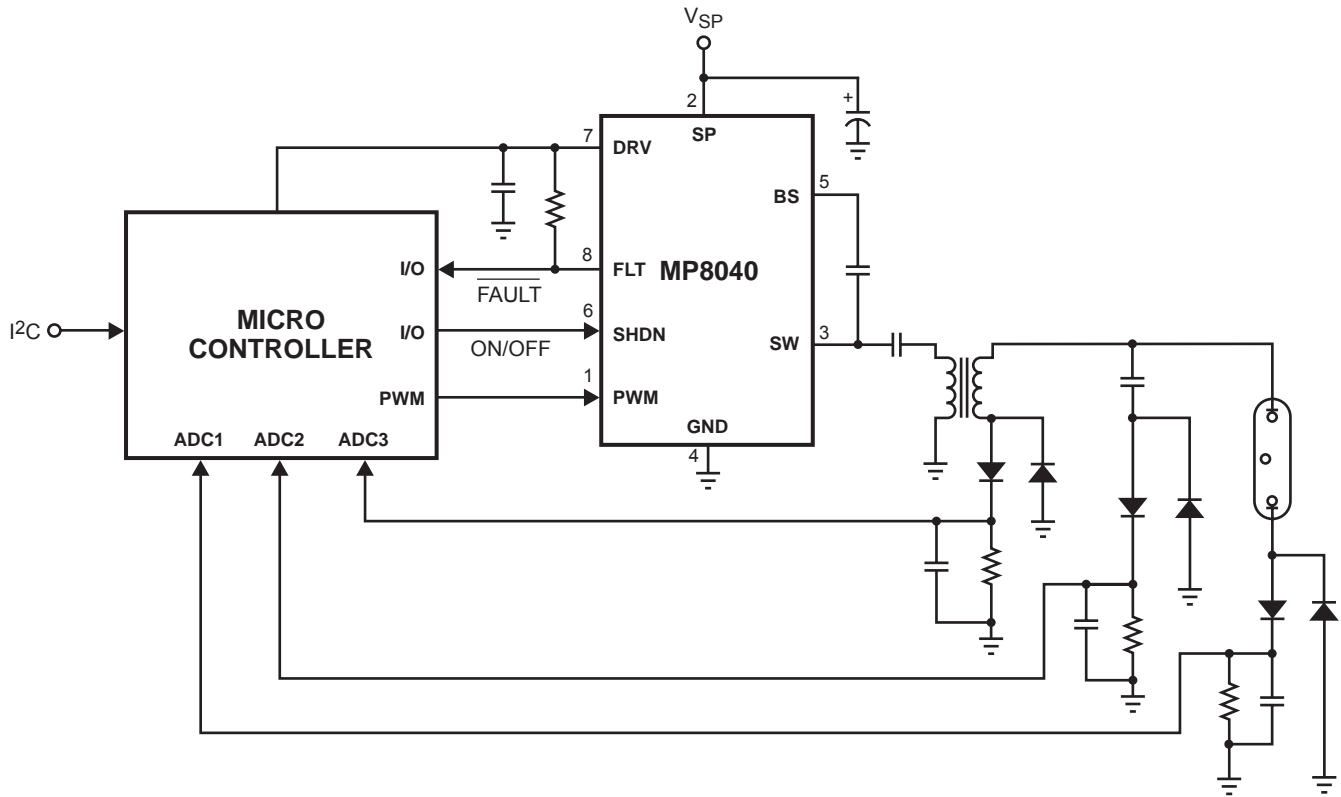 VSP
+
2
SP
7
DRV
5
BS
8
I/O
FLT
MP8040
FAULT
MICRO
CONTROLLER
6
I²C
I/O
SHDN
ON/OFF
3
SW
1
PWM
PWM
GND
ADC1 ADC2 ADC3
4